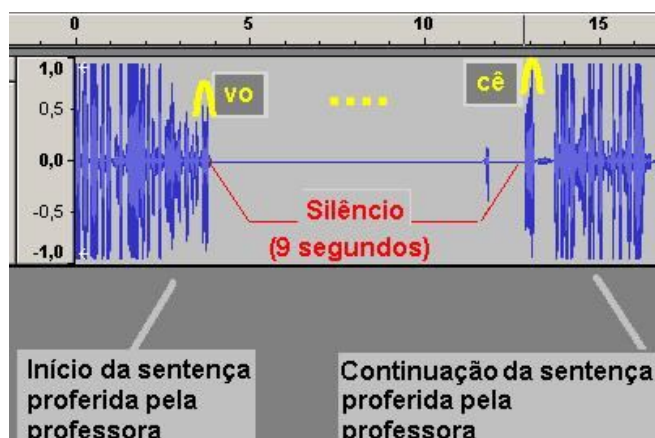 0 5 10 15
1,0
vo
cê
0,5
0,0
-0,5
Silêncio
-1,0
(9 segundos)
Início da sentença
proferida pela
professora
Continuação da sentença
proferida pela
professora